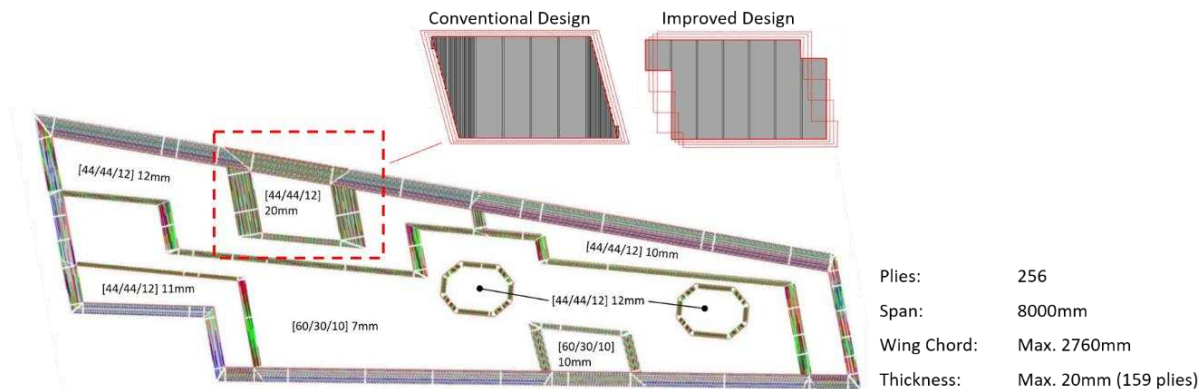 Conventional Design
Improved Design
[44/44/12] 12mm
[44/44/12]
20mm
[44/44/12] 10mm
[44/44/12] 11mm
[44/44/12] 12mm
[60/30/10] 7mm
[60/30/10]
10mm
Plies: 256
Span: 8000mm
Wing Chord: Max. 2760mm
Thickness: Max. 20mm (159 plies)